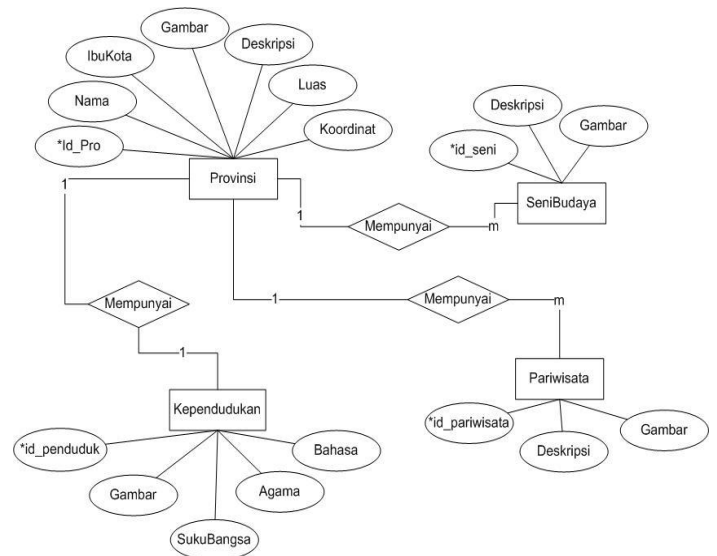 Gambar
IbuKota
Deskripsi
Nama
Luas
*Id_Pro
Koordinat
Provinsi
Deskripsi
Gambar
*id_seni
SeniBudaya
1
1
Mempunyai
m
Mempunyai
1
Mempunyai
m
1
Pariwisata
Kependudukan
*id_pariwisata
Deskripsi
Gambar
*id_penduduk
Bahasa
Gambar
Agama
SukuBangsa